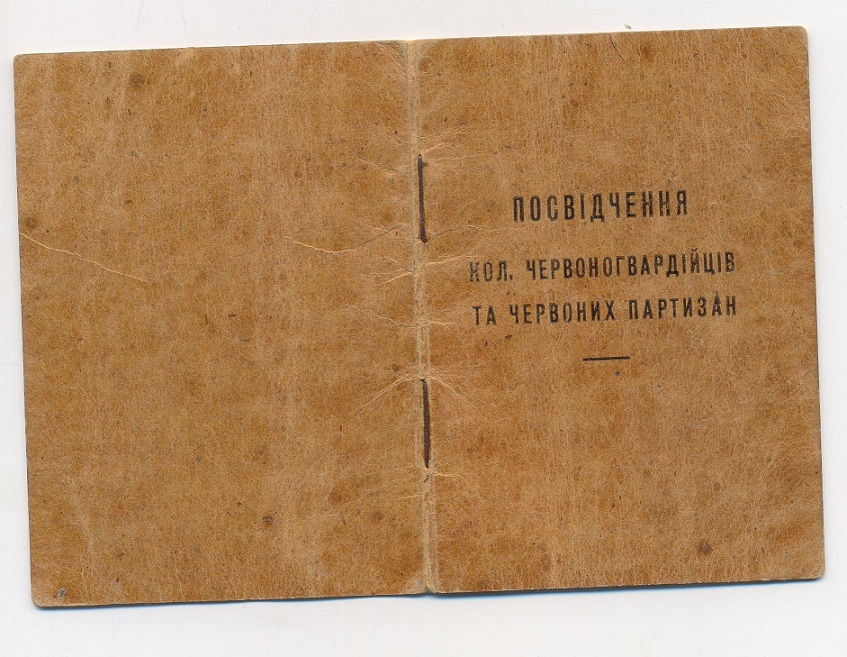 ПОСВІДЧЕННЯ
КОЛ. ЧЕРВОНОГВАРДІЙЦІВ
ТА ЧЕРВОНИХ ПАРТИЗАН